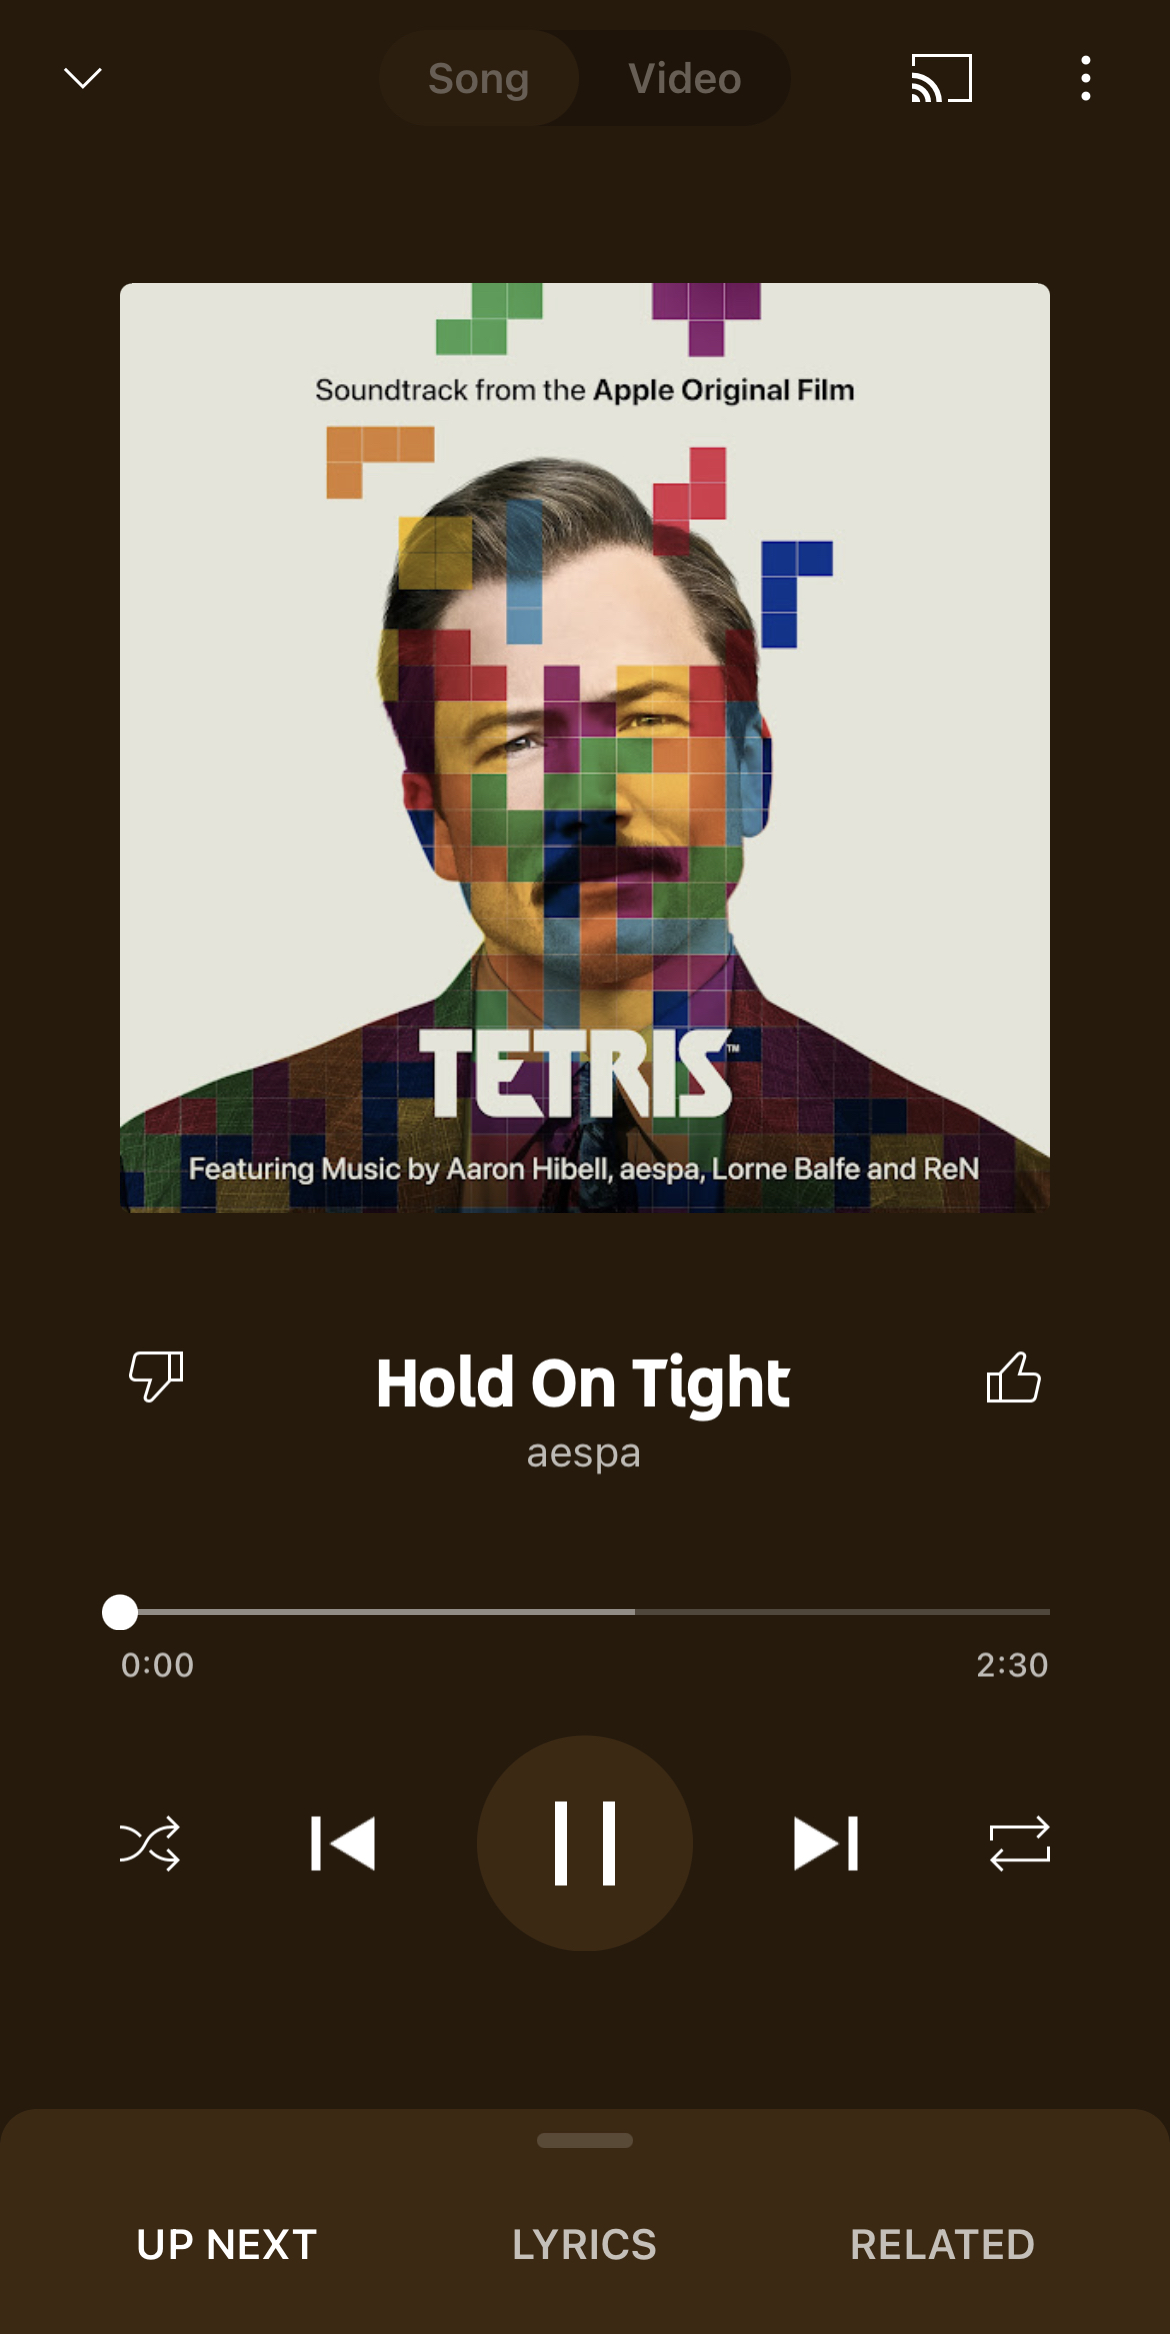 Song Video
Soundtrack from the Apple Original Film
TETRIS™
Featuring Music by Aaron Hibell, aespa, Lorne Balfe and ReN
Hold On Tight
aespa
0:00 2:30
UP NEXT LYRICS RELATED